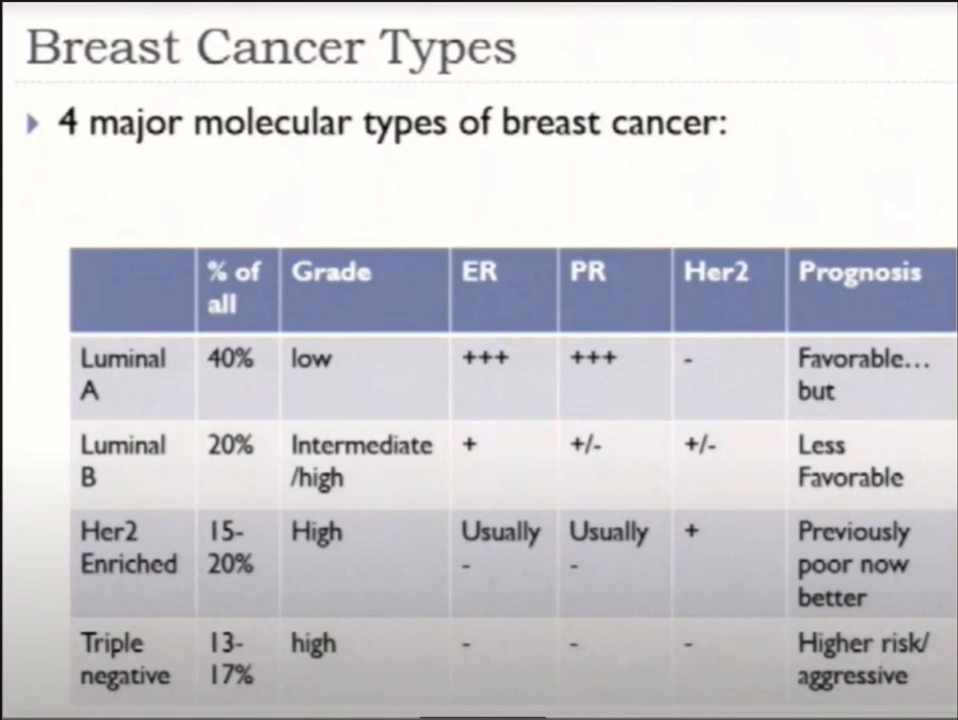 Breast Cancer Types
4 major molecular types of breast cancer:
% of all Grade ER PR Her2 Prognosis
Luminal A 40% low +++ +++ - Favorable... but
Luminal B 20% Intermediate /high + +/- +/- Less Favorable
Her2 Enriched 15-20% High Usually - Usually - + Previously poor now better
Triple negative 13-17% high - - - Higher risk/ aggressive